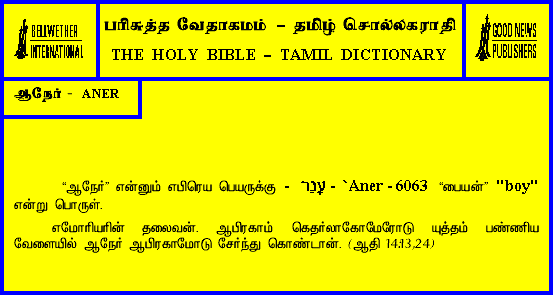 BELLWETHER
INTERNATIONAL
பரிசுத்த வேதாகமம் – தமிழ் சொல்லகராதி
THE HOLY BIBLE – TAMIL DICTIONARY
GOOD NEWS
PUBLISHERS
ஆநேர் - ANER
“ஆநேர்” என்னும் எபிரெய பெயருக்கு - עָנֵר - `Aner - 6063 “பையன்” "boy"
என்று பொருள்.
எமோரியரின் தலைவன். ஆபிரகாம் கெதர்லாகோமேரோடு யுத்தம் பண்ணிய
வேளையில் ஆநேர் ஆபிரகாமோடு சேர்ந்து கொண்டான். (ஆதி 14:13,24)